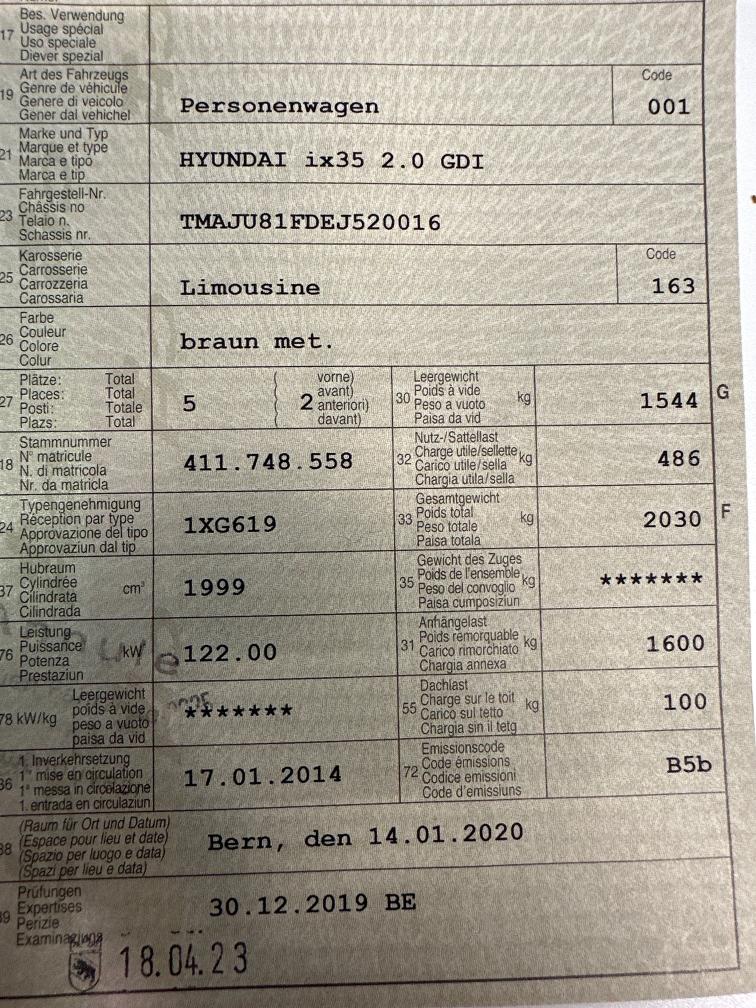 17 Bes. Verwendung
Usage spécial
Uso speciale
Diever spezial
19 Art des Fahrzeugs
Genre de véhicule
Genere di veicolo
Gener dal vehichel
Personenwagen
Code
001
21 Marke und Typ
Marque et type
Marca e tipo
Marca e tip
HYUNDAI ix35 2.0 GDI
23 Fahrgestell-Nr.
Châssis no
Telaio n.
Schassis nr.
TMAJU81FDEJ520016
25 Karosserie
Carrosserie
Carrozzeria
Carossaria
Limousine
Code
163
26 Farbe
Couleur
Colore
Colur
braun met.
27 Plätze: Total
Places: Total
Posti: Totale
Plazs: Total
5
( 2 vorne)
( avant)
( anteriori)
( davant)
30 Leergewicht
Poids à vide
Peso a vuoto
Paisa da vid
kg
1544
G
18 Stammnummer
N° matricule
N. di matricola
Nr. da matricla
411.748.558
32 Nutz-/Sattellast
Charge utile/sellette
Carico utile/sella
Chargia utila/sella
kg
486
24 Typengenehmigung
Réception par type
Approvazione del tipo
Approvaziun dal tip
1XG619
33 Gesamtgewicht
Poids total
Peso totale
Paisa totala
kg
2030
F
37 Hubraum
Cylindrée
Cilindrata
Cilindrada
cm³
1999
35 Gewicht des Zuges
Poids de l'ensemble
Peso del convoglio
Paisa cumposiziun
kg
*******
76 Leistung
Puissance
Potenza
Prestaziun
kW
122.00
31 Anhängelast
Poids remorquable
Carico rimorchiato
Chargia annexa
kg
1600
78 kW/kg
Leergewicht
poids à vide
peso a vuoto
paisa da vid
*******
55 Dachlast
Charge sur le toit
Carico sul tetto
Chargia sin il tetg
kg
100
36 1. Inverkehrsetzung
1re mise en circulation
1a messa in circolazione
1. entrada en circulaziun
17.01.2014
72 Emissionscode
Code émissions
Codice emissioni
Code d'emissiuns
B5b
38 (Raum für Ort und Datum)
(Espace pour lieu et date)
(Spazio per luogo e data)
(Spazi per lieu e data)
Bern, den 14.01.2020
39 Prüfungen
Expertises
Perizie
Examinaziuns
30.12.2019 BE
18.04.23